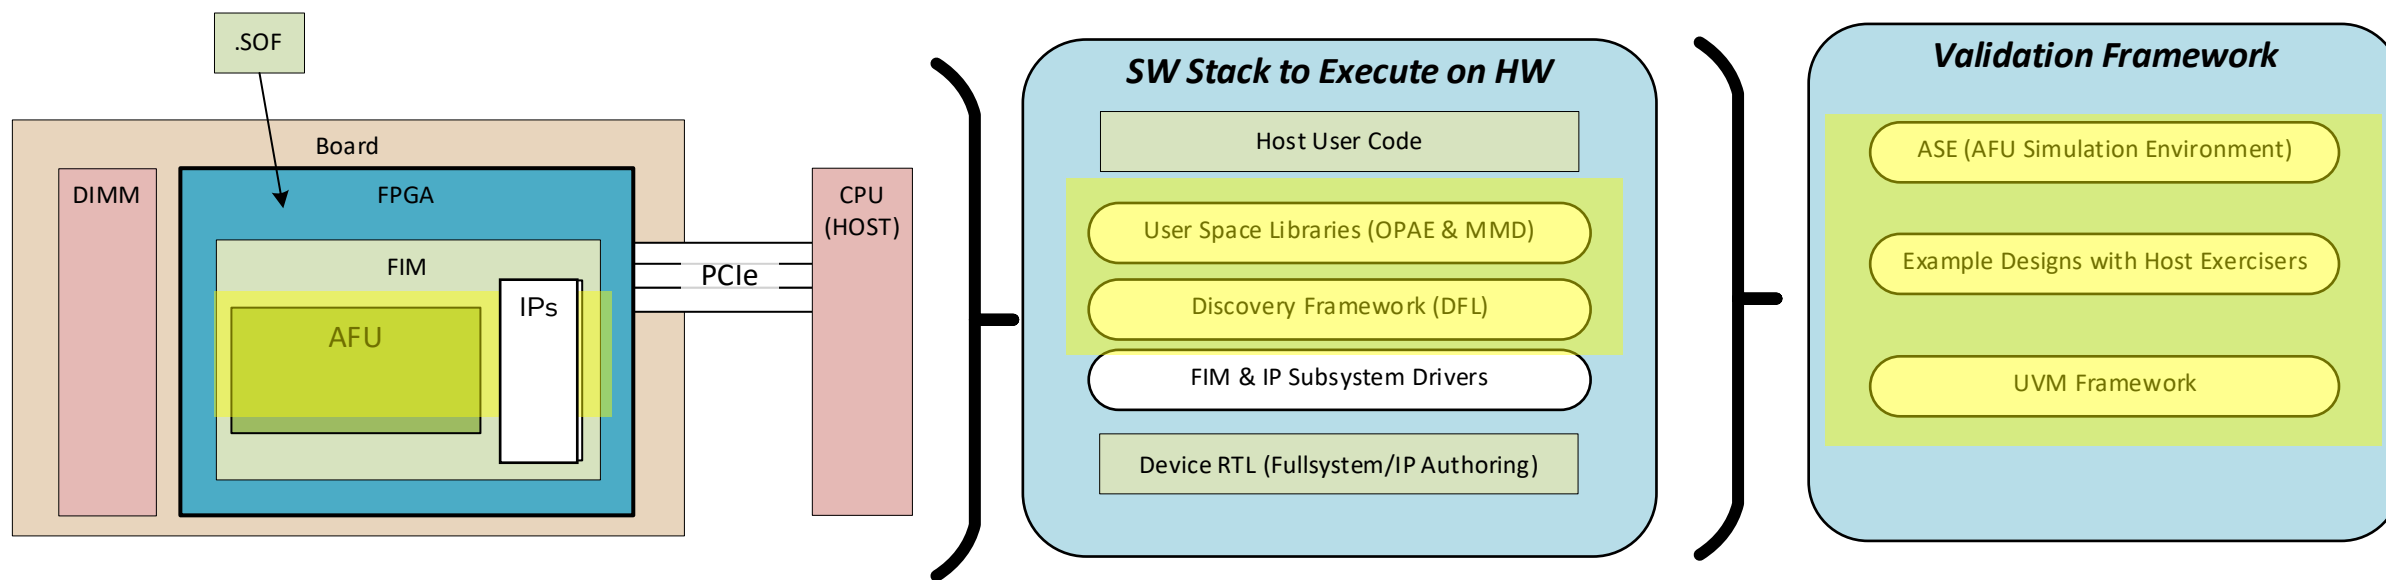 .SOF
Board
DIMM
FPGA
FIM
AFU
IPs
PCIe
CPU
(HOST)
SW Stack to Execute on HW
Host User Code
User Space Libraries (OPAE & MMD)
Discovery Framework (DFL)
FIM & IP Subsystem Drivers
Device RTL (Fullsystem/IP Authoring)
Validation Framework
ASE (AFU Simulation Environment)
Example Designs with Host Exercisers
UVM Framework